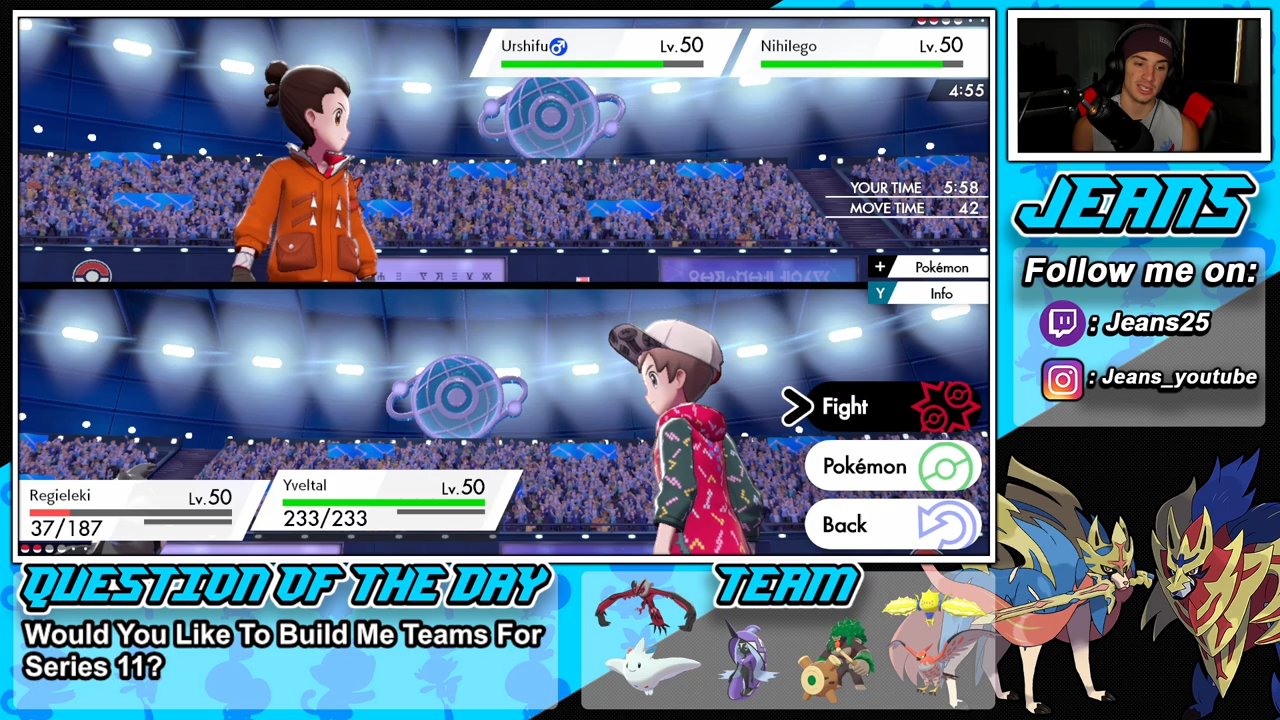 Urshifu♂ Lv.50
Nihilego Lv.50
4:55
YOUR TIME 5:58
MOVE TIME 42
+ Pokémon
Y Info
Fight
Pokémon
Back
Regieleki Lv.50
37/187
Yveltal Lv.50
233/233
JEANS
Follow me on:
: Jeans25
: Jeans_youtube
QUESTION OF THE DAY
Would You Like To Build Me Teams For
Series 11?
TEAM